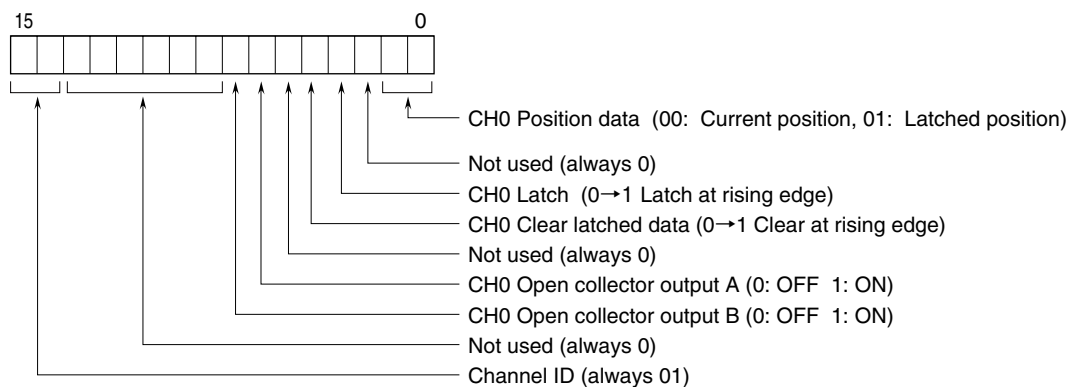 15 0
CH0 Position data (00: Current position, 01: Latched position)
Not used (always 0)
CH0 Latch (0→1 Latch at rising edge)
CH0 Clear latched data (0→1 Clear at rising edge)
Not used (always 0)
CH0 Open collector output A (0: OFF 1: ON)
CH0 Open collector output B (0: OFF 1: ON)
Not used (always 0)
Channel ID (always 01)